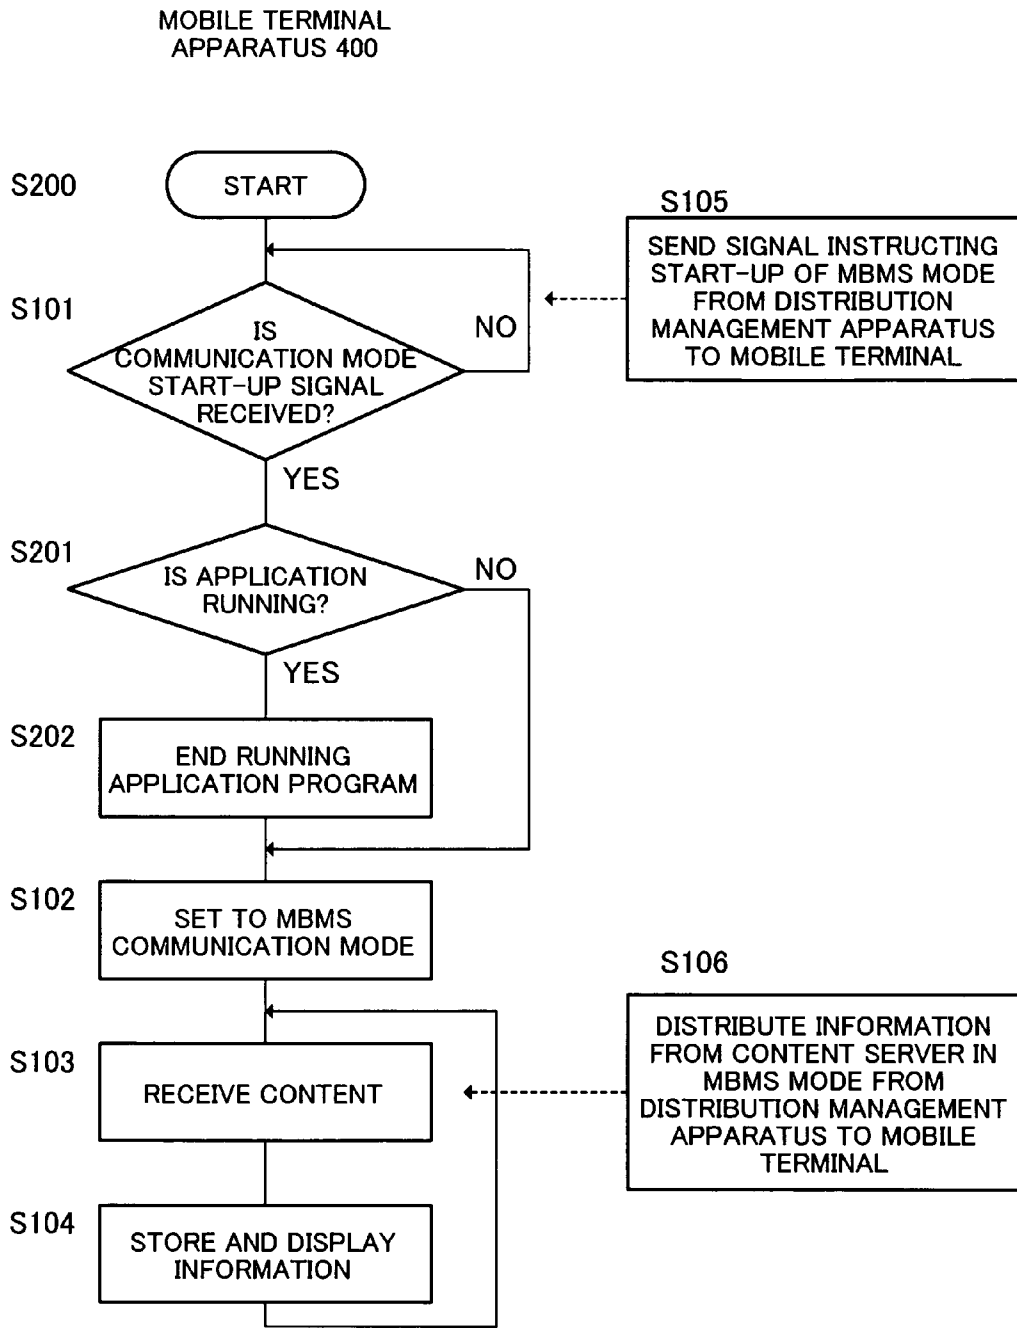 MOBILE TERMINAL
APPARATUS 400
S200
START
S105
SEND SIGNAL INSTRUCTING
START-UP OF MBMS MODE
FROM DISTRIBUTION
MANAGEMENT APPARATUS
TO MOBILE TERMINAL
S101
IS
COMMUNICATION MODE
START-UP SIGNAL
RECEIVED?
NO
YES
S201
IS APPLICATION
RUNNING?
NO
YES
S202
END RUNNING
APPLICATION PROGRAM
S102
SET TO MBMS
COMMUNICATION MODE
S106
DISTRIBUTE INFORMATION
FROM CONTENT SERVER IN
MBMS MODE FROM
DISTRIBUTION MANAGEMENT
APPARATUS TO MOBILE
TERMINAL
S103
RECEIVE CONTENT
S104
STORE AND DISPLAY
INFORMATION